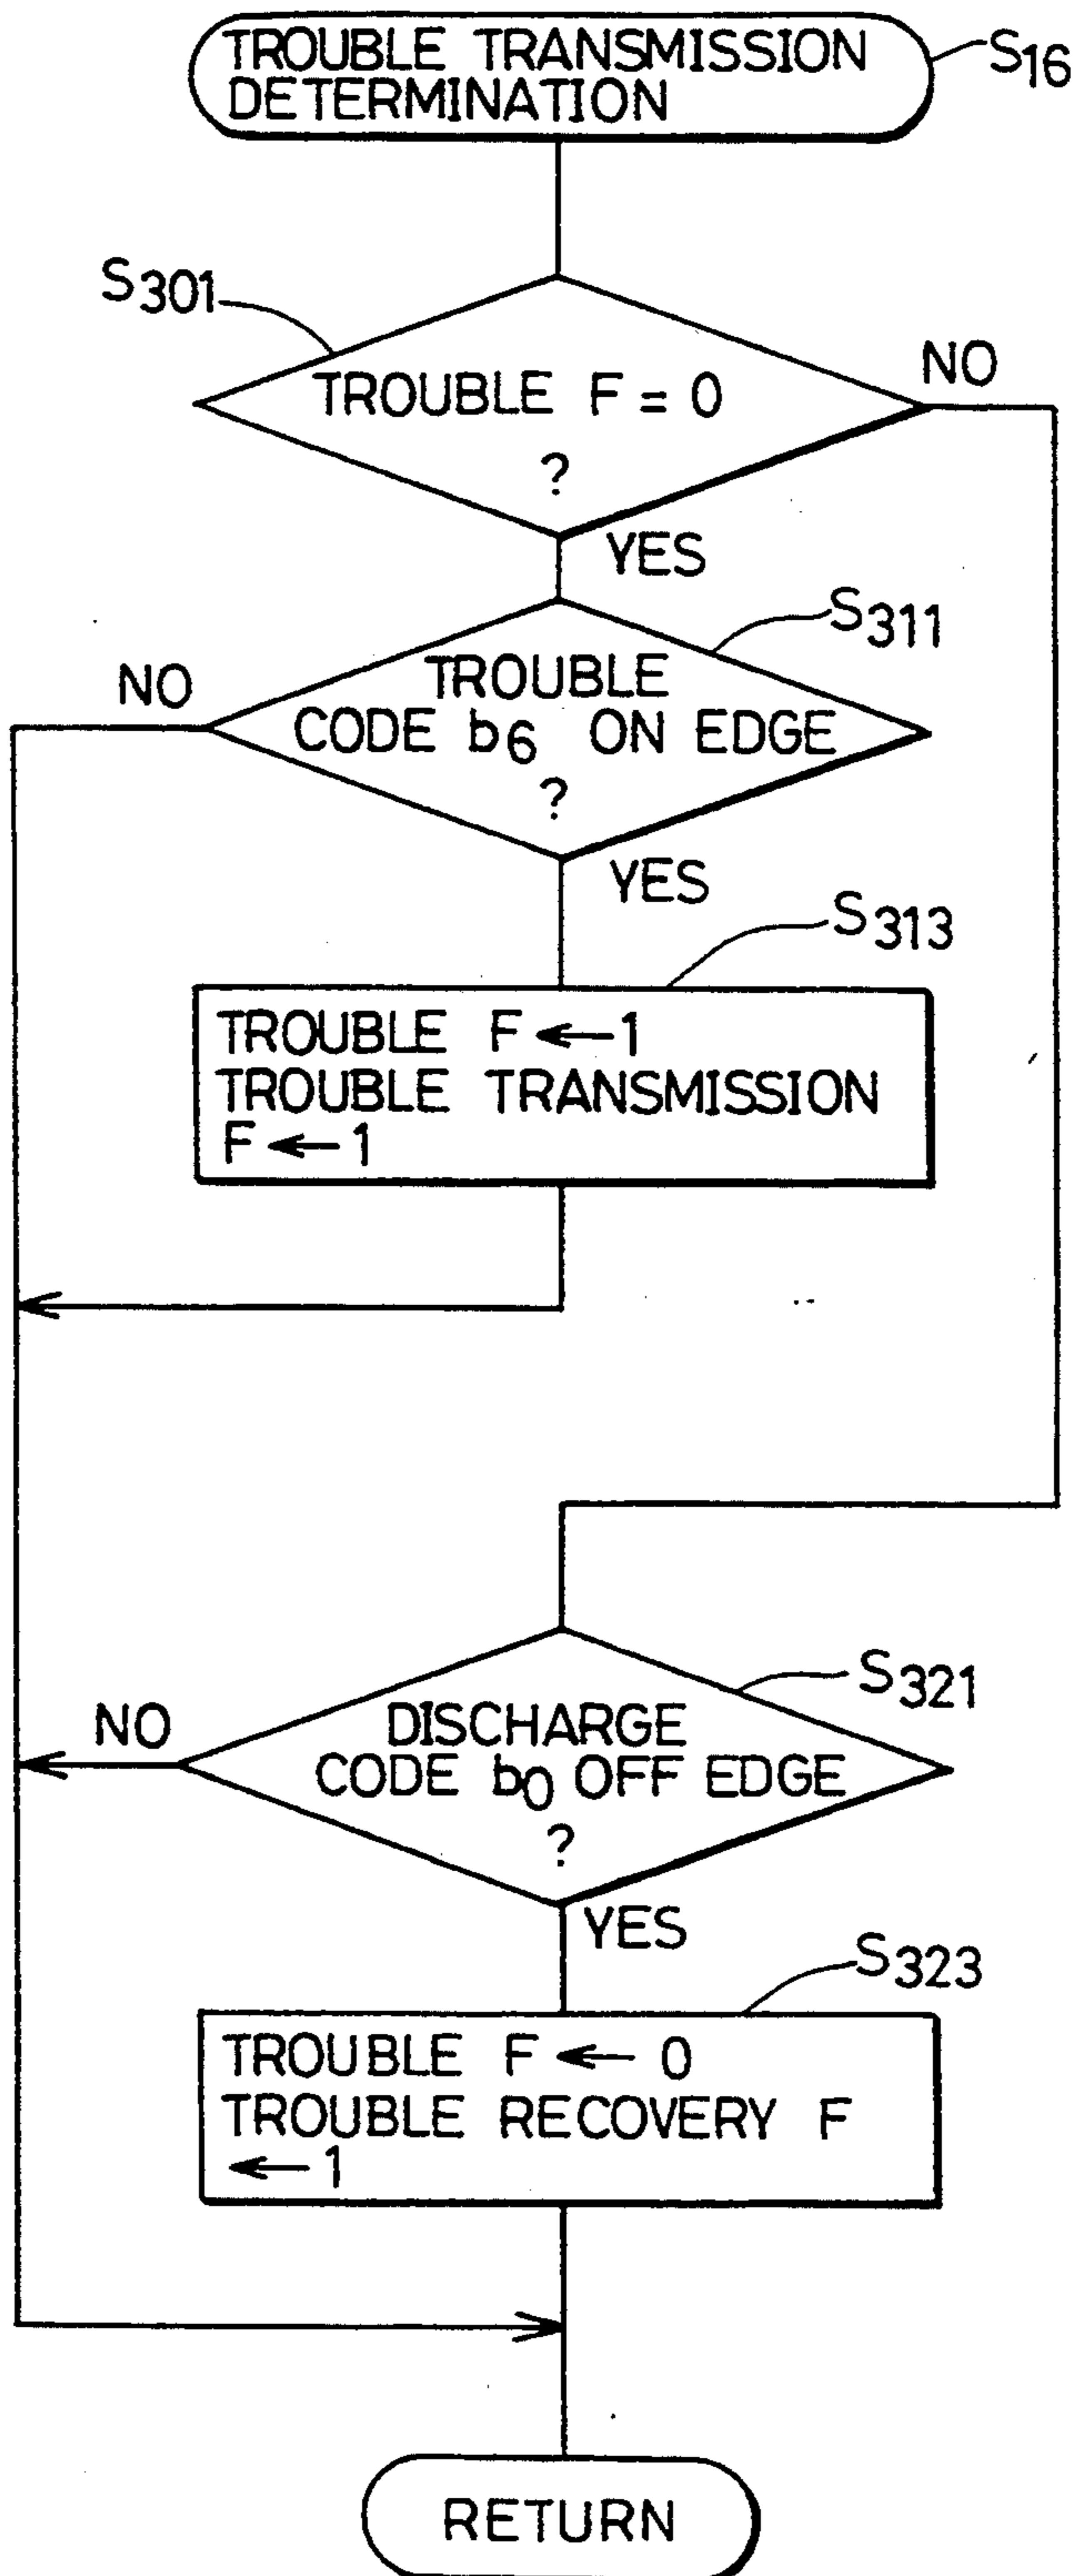 TROUBLE TRANSMISSION
DETERMINATION
S16
S301
TROUBLE F = 0
?
NO
YES
S311
NO
TROUBLE
CODE b6 ON EDGE
?
YES
S313
TROUBLE F ← 1
TROUBLE TRANSMISSION
F ← 1
S321
NO
DISCHARGE
CODE b0 OFF EDGE
?
YES
S323
TROUBLE F ← 0
TROUBLE RECOVERY F
← 1
RETURN